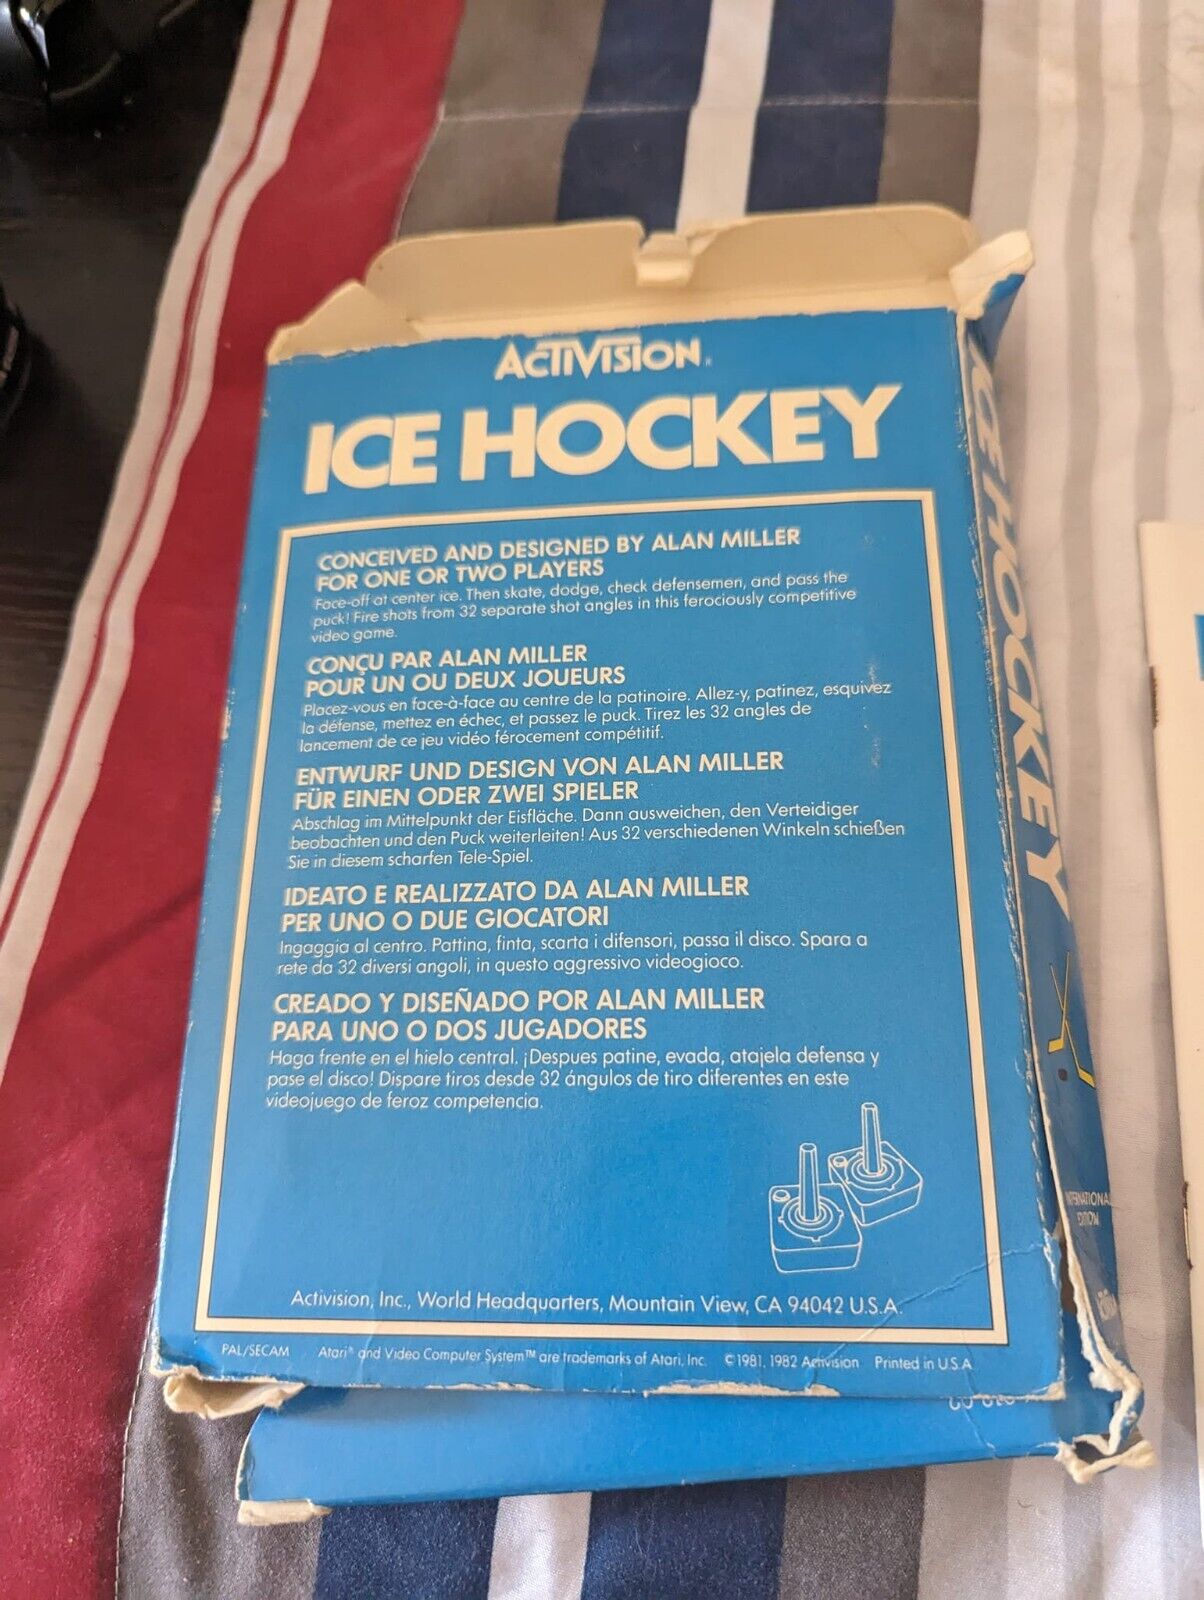 ACTIVISION
ICE HOCKEY
CONCEIVED AND DESIGNED BY ALAN MILLER
FOR ONE OR TWO PLAYERS
Face-off at center ice. Then skate, dodge, check defensemen, and pass the
puck! Fire shots from 32 separate shot angles in this ferociously competitive
video game.
CONÇU PAR ALAN MILLER
POUR UN OU DEUX JOUEURS
Placez-vous en face-à-face au centre de la patinoire. Allez-y, patinez, esquivez
la défense, mettez en échec, et passez le puck. Tirez les 32 angles de
lancement de ce jeu vidéo férocement compétitif.
ENTWURF UND DESIGN VON ALAN MILLER
FÜR EINEN ODER ZWEI SPIELER
Abschlag im Mittelpunkt der Eisfläche. Dann ausweichen, den Verteidiger
beobachten und den Puck weiterleiten! Aus 32 verschiedenen Winkeln schießen
Sie in diesem scharfen Tele-Spiel.
IDEATO E REALIZZATO DA ALAN MILLER
PER UNO O DUE GIOCATORI
Ingaggia al centro. Pattina, finta, scarta i difensori, passa il disco. Spara a
rete da 32 diversi angoli, in questo aggressivo videogioco.
CREADO Y DISEÑADO POR ALAN MILLER
PARA UNO O DOS JUGADORES
Haga frente en el hielo central. ¡Despues patine, evada, atajela defensa y
pase el disco! Dispare tiros desde 32 ángulos de tiro diferentes en este
videojuego de feroz competencia.
Activision, Inc., World Headquarters, Mountain View, CA 94042 U.S.A.
PAL/SECAM Atari® and Video Computer System™ are trademarks of Atari, Inc. ©1981, 1982 Activision Printed in U.S.A.
ICE HOCKEY